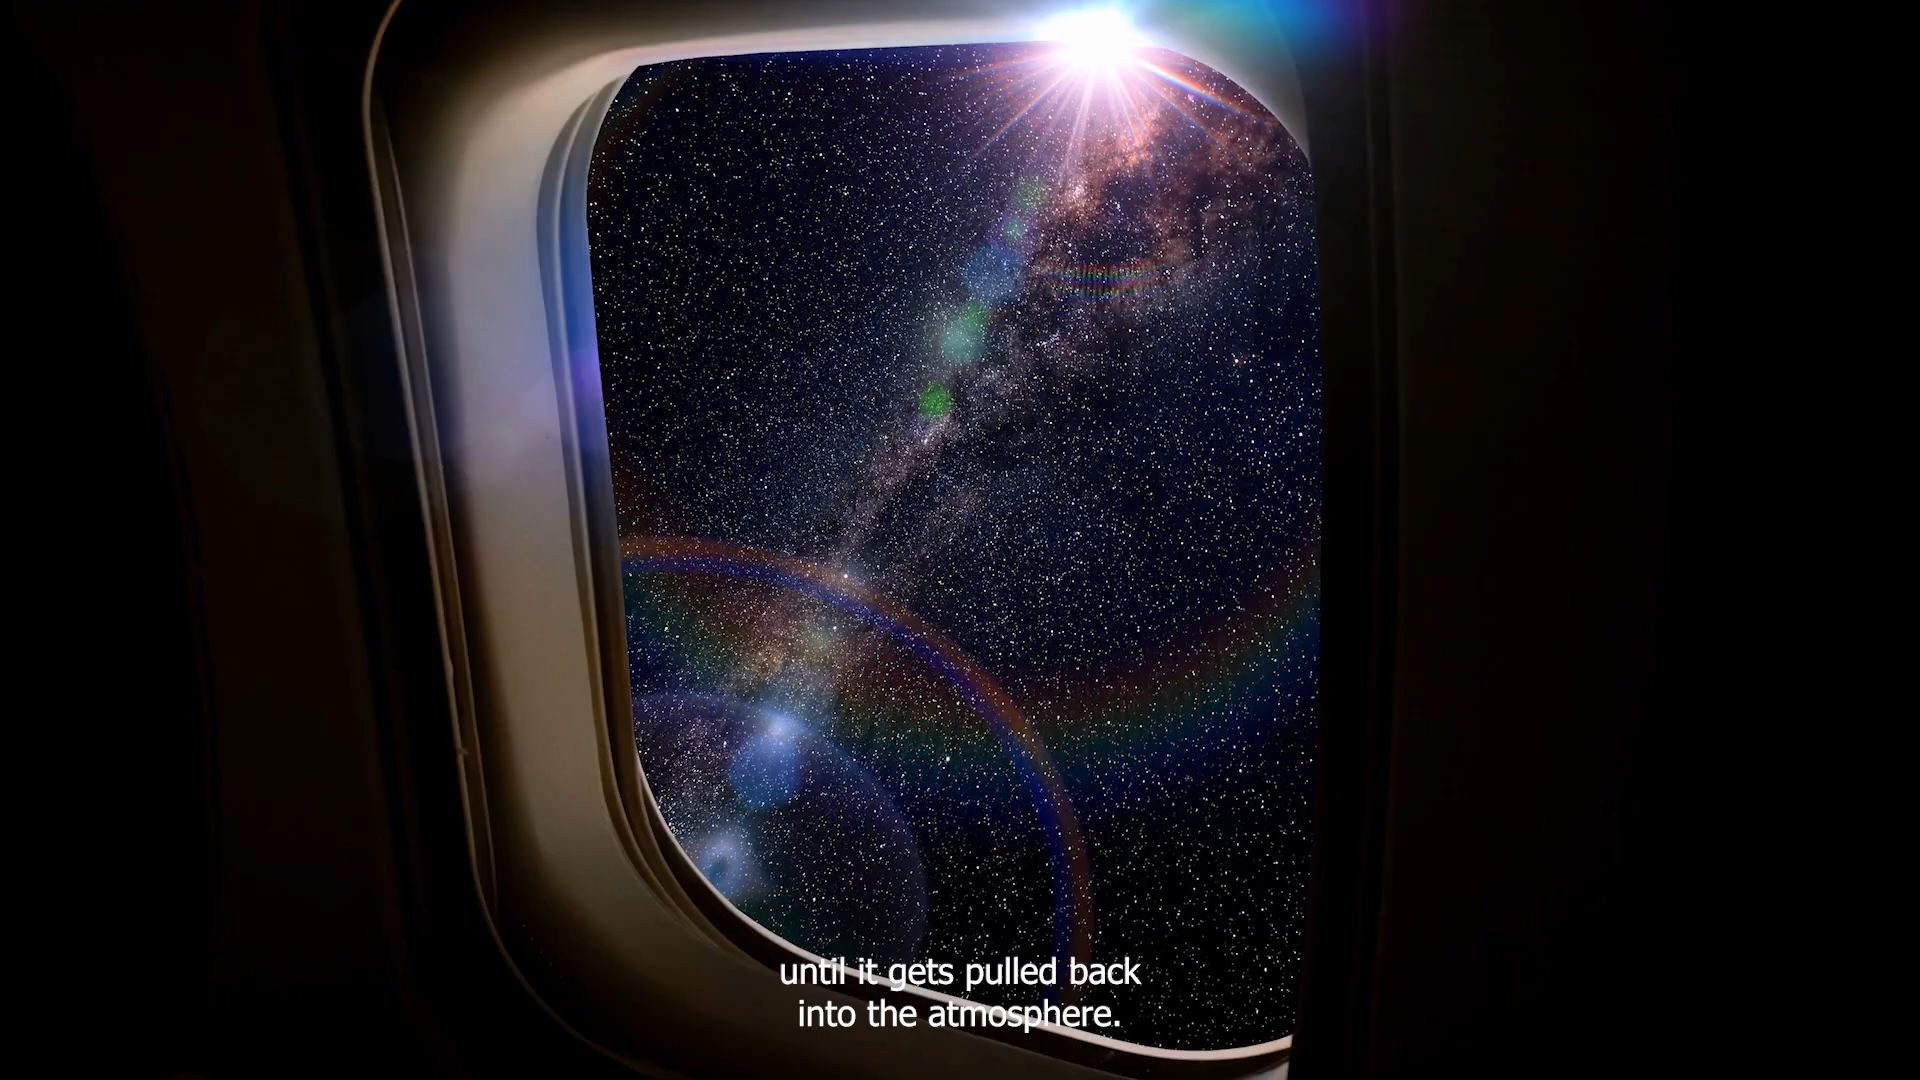 until it gets pulled back
into the atmosphere.